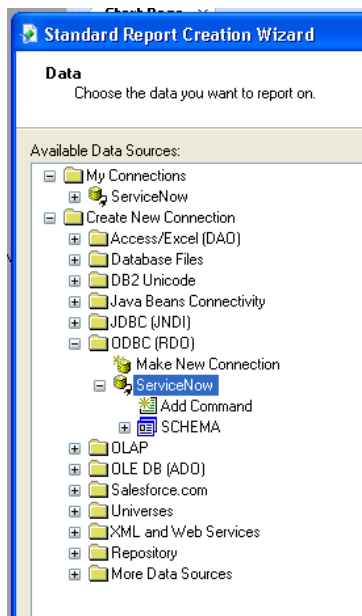 Standard Report Creation Wizard
Data
Choose the data you want to report on.
Available Data Sources:
My Connections
ServiceNow
Create New Connection
Access/Excel (DAO)
Database Files
DB2 Unicode
Java Beans Connectivity
JDBC (JNDI)
ODBC (RDO)
Make New Connection
ServiceNow
Add Command
SCHEMA
OLAP
OLE DB (ADO)
Salesforce.com
Universes
XML and Web Services
Repository
More Data Sources